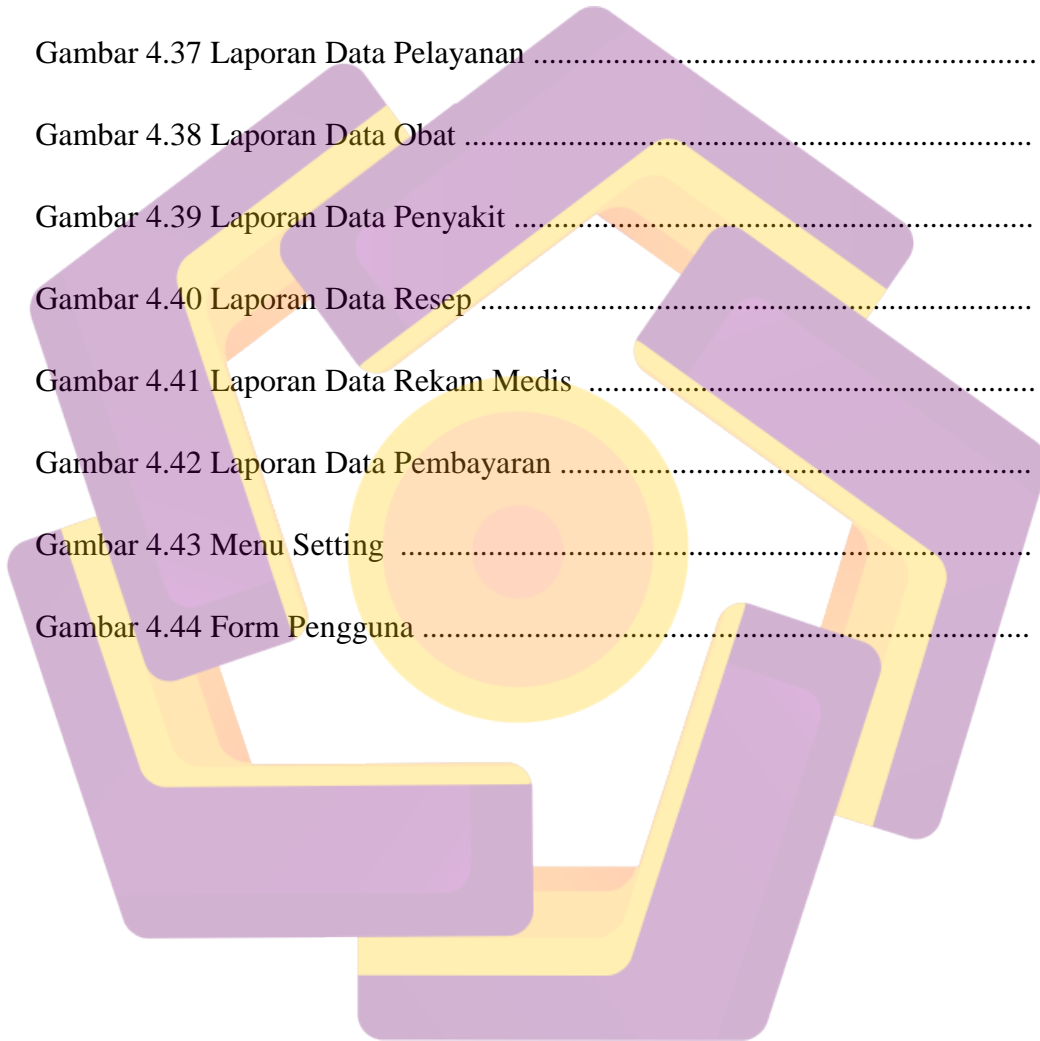 Gambar 4.37 Laporan Data Pelayanan ..............................................................
Gambar 4.38 Laporan Data Obat ......................................................................
Gambar 4.39 Laporan Data Penyakit ................................................................
Gambar 4.40 Laporan Data Resep ....................................................................
Gambar 4.41 Laporan Data Rekam Medis .......................................................
Gambar 4.42 Laporan Data Pembayaran ..........................................................
Gambar 4.43 Menu Setting ..............................................................................
Gambar 4.44 Form Pengguna ...........................................................................